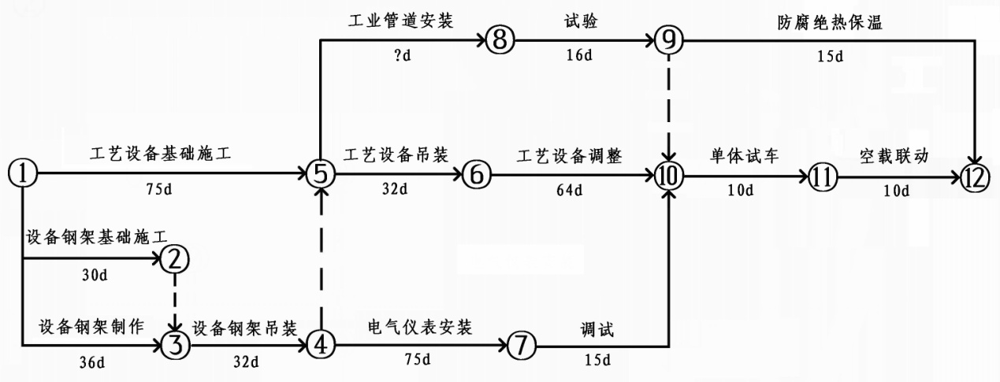 工业管道安装
?d
⑧
试验
16d
⑨
防腐绝热保温
15d
①
工艺设备基础施工
75d
⑤
工艺设备吊装
32d
⑥
工艺设备调整
64d
⑩
单体试车
10d
⑪
空载联动
10d
⑫
设备钢架基础施工
30d
②
设备钢架制作
36d
③
设备钢架吊装
32d
④
电气仪表安装
75d
⑦
调试
15d